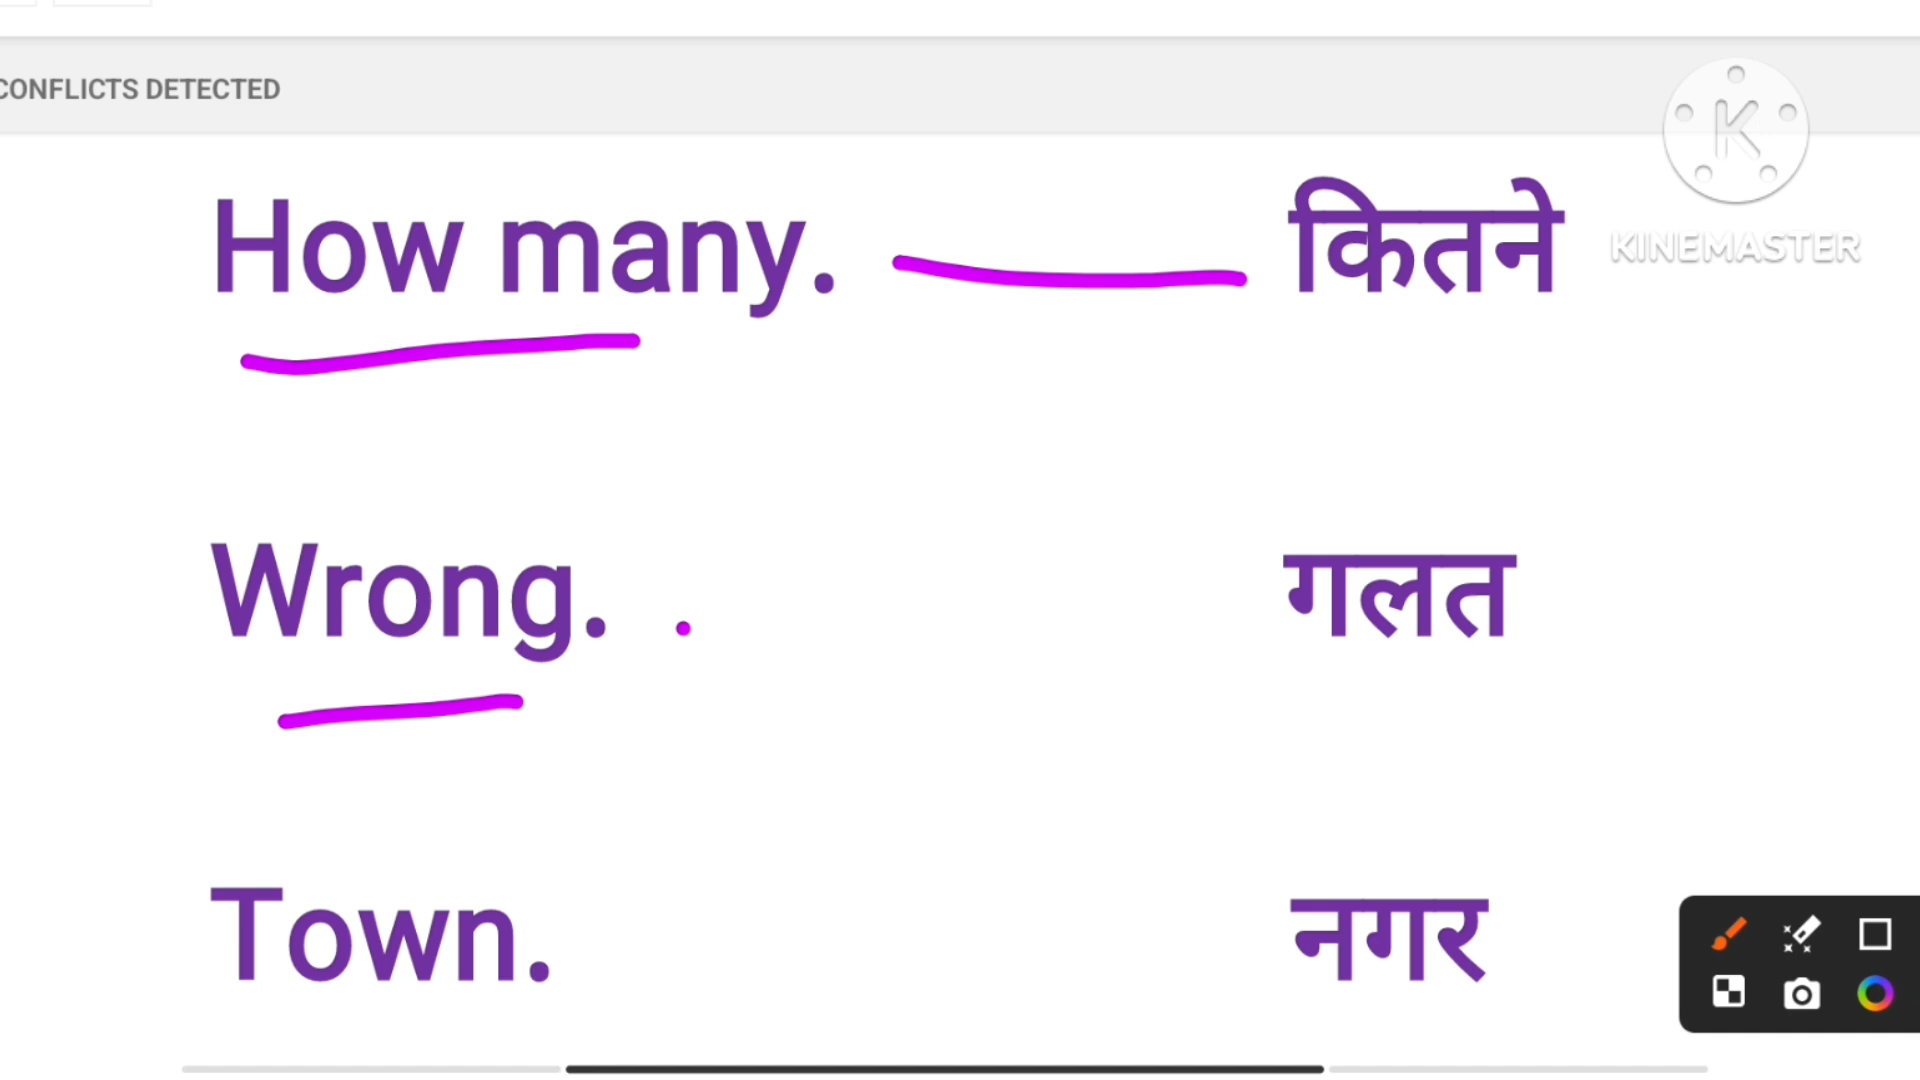 CONFLICTS DETECTED
How many. कितने
KINEMASTER
Wrong. गलत
Town. नगर